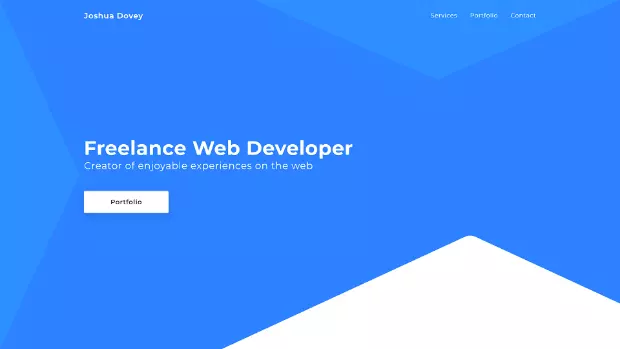 Joshua Dovey
Services Portfolio Contact
Freelance Web Developer
Creator of enjoyable experiences on the web
Portfolio